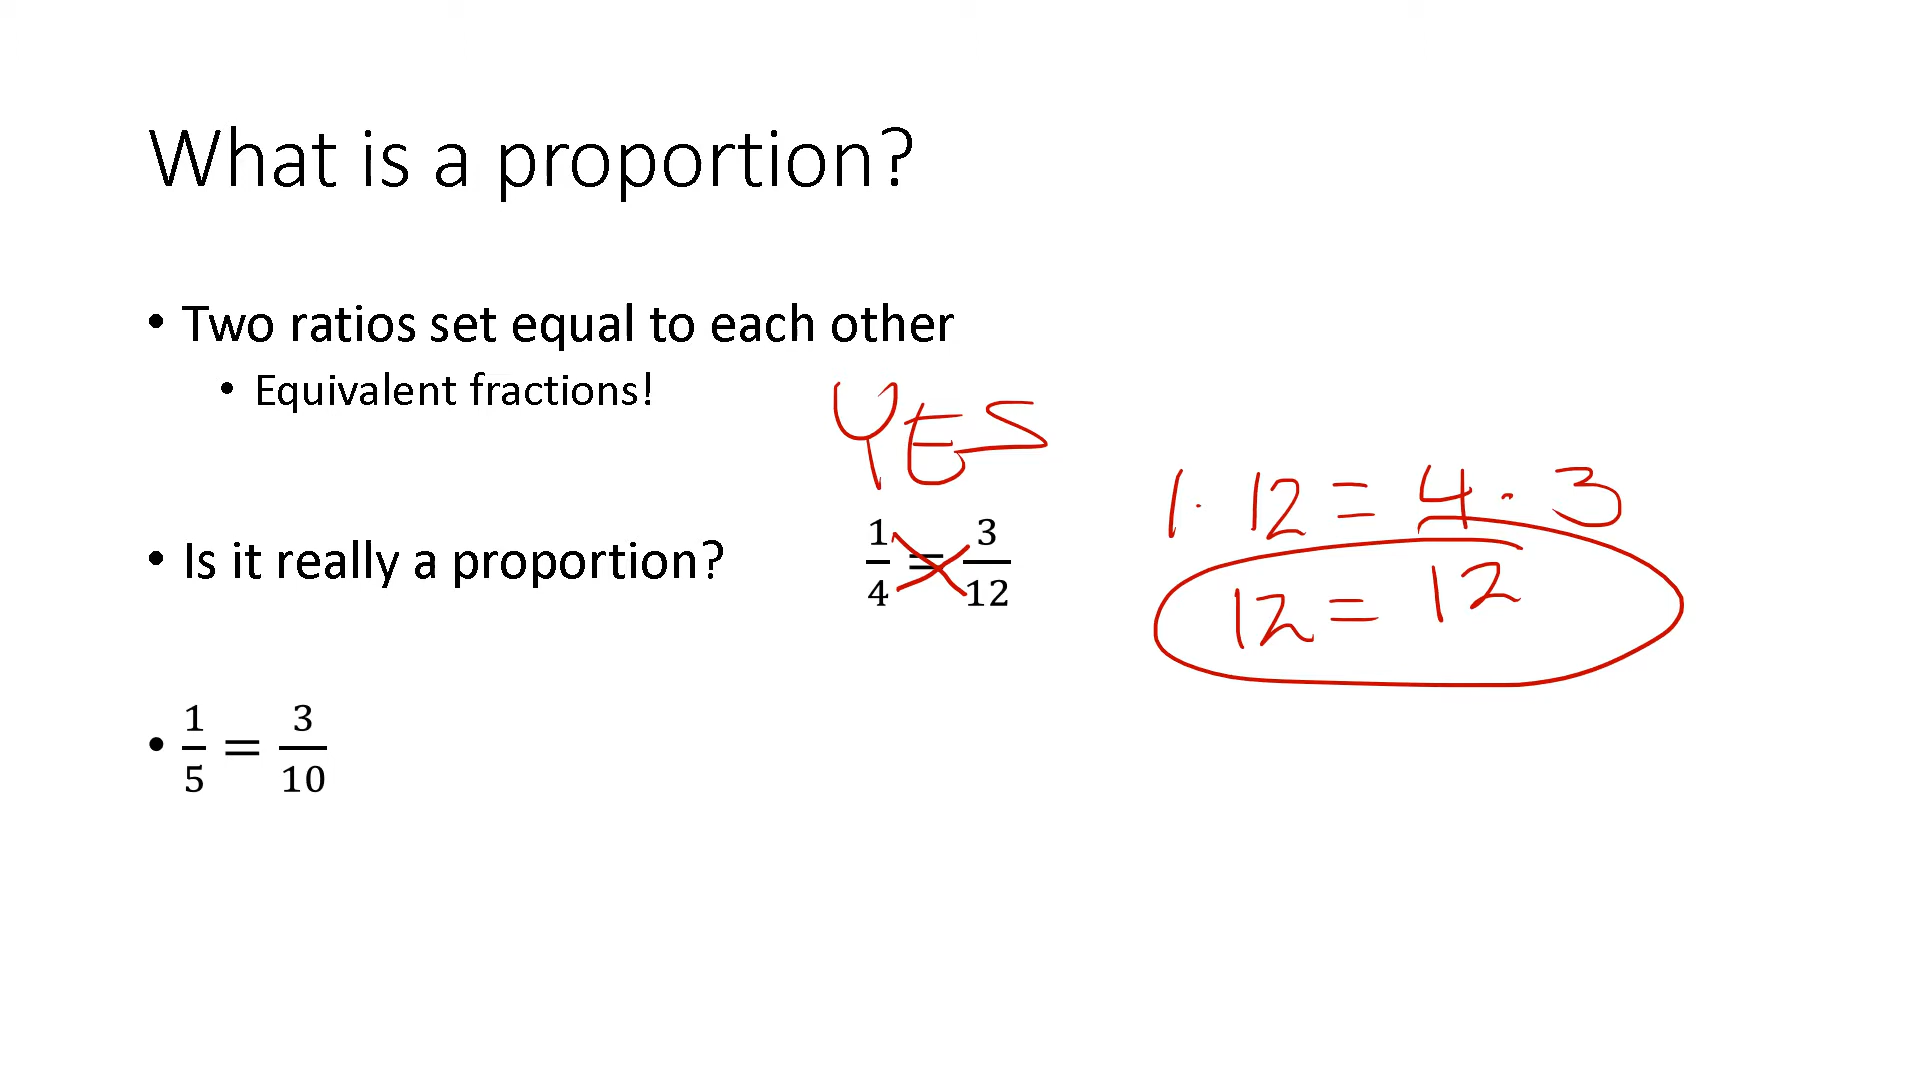 What is a proportion?
• Two ratios set equal to each other
• Equivalent fractions!
YES
1 · 12 = 4 · 3
• Is it really a proportion? 1/4 = 3/12
12 = 12
• 1/5 = 3/10